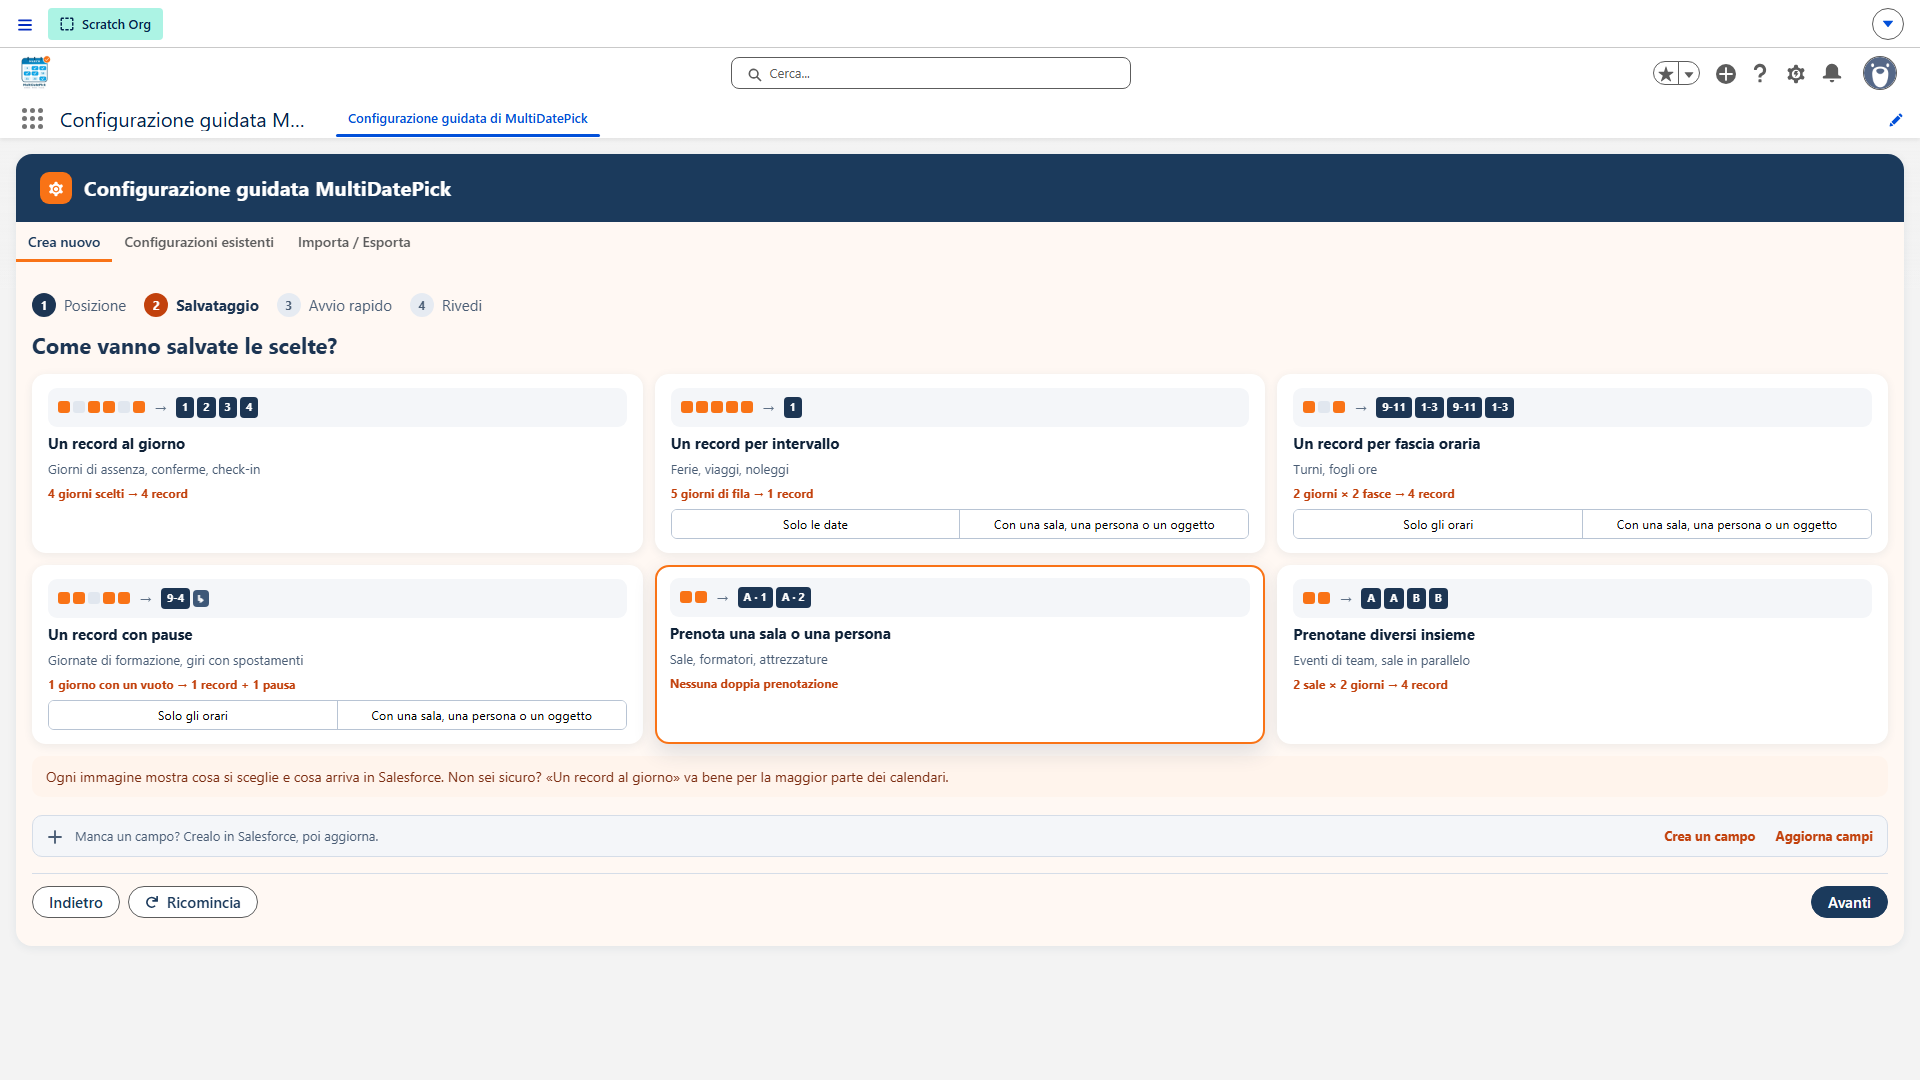 Scratch Org
Cerca...
Configurazione guidata M...
Configurazione guidata di MultiDatePick
Configurazione guidata MultiDatePick
Crea nuovo
Configurazioni esistenti
Importa / Esporta
1 Posizione
2 Salvataggio
3 Avvio rapido
4 Rivedi
Come vanno salvate le scelte?
→ 1 2 3 4
Un record al giorno
Giorni di assenza, conferme, check-in
4 giorni scelti → 4 record
→ 1
Un record per intervallo
Ferie, viaggi, noleggi
5 giorni di fila → 1 record
Solo le date
Con una sala, una persona o un oggetto
→ 9-11 1-3 9-11 1-3
Un record per fascia oraria
Turni, fogli ore
2 giorni × 2 fasce → 4 record
Solo gli orari
Con una sala, una persona o un oggetto
→ 9-4
Un record con pause
Giornate di formazione, giri con spostamenti
1 giorno con un vuoto → 1 record + 1 pausa
Solo gli orari
Con una sala, una persona o un oggetto
→ A · 1 A · 2
Prenota una sala o una persona
Sale, formatori, attrezzature
Nessuna doppia prenotazione
→ A A B B
Prenotane diversi insieme
Eventi di team, sale in parallelo
2 sale × 2 giorni → 4 record
Ogni immagine mostra cosa si sceglie e cosa arriva in Salesforce. Non sei sicuro? «Un record al giorno» va bene per la maggior parte dei calendari.
Manca un campo? Crealo in Salesforce, poi aggiorna.
Crea un campo
Aggiorna campi
Indietro
Ricomincia
Avanti